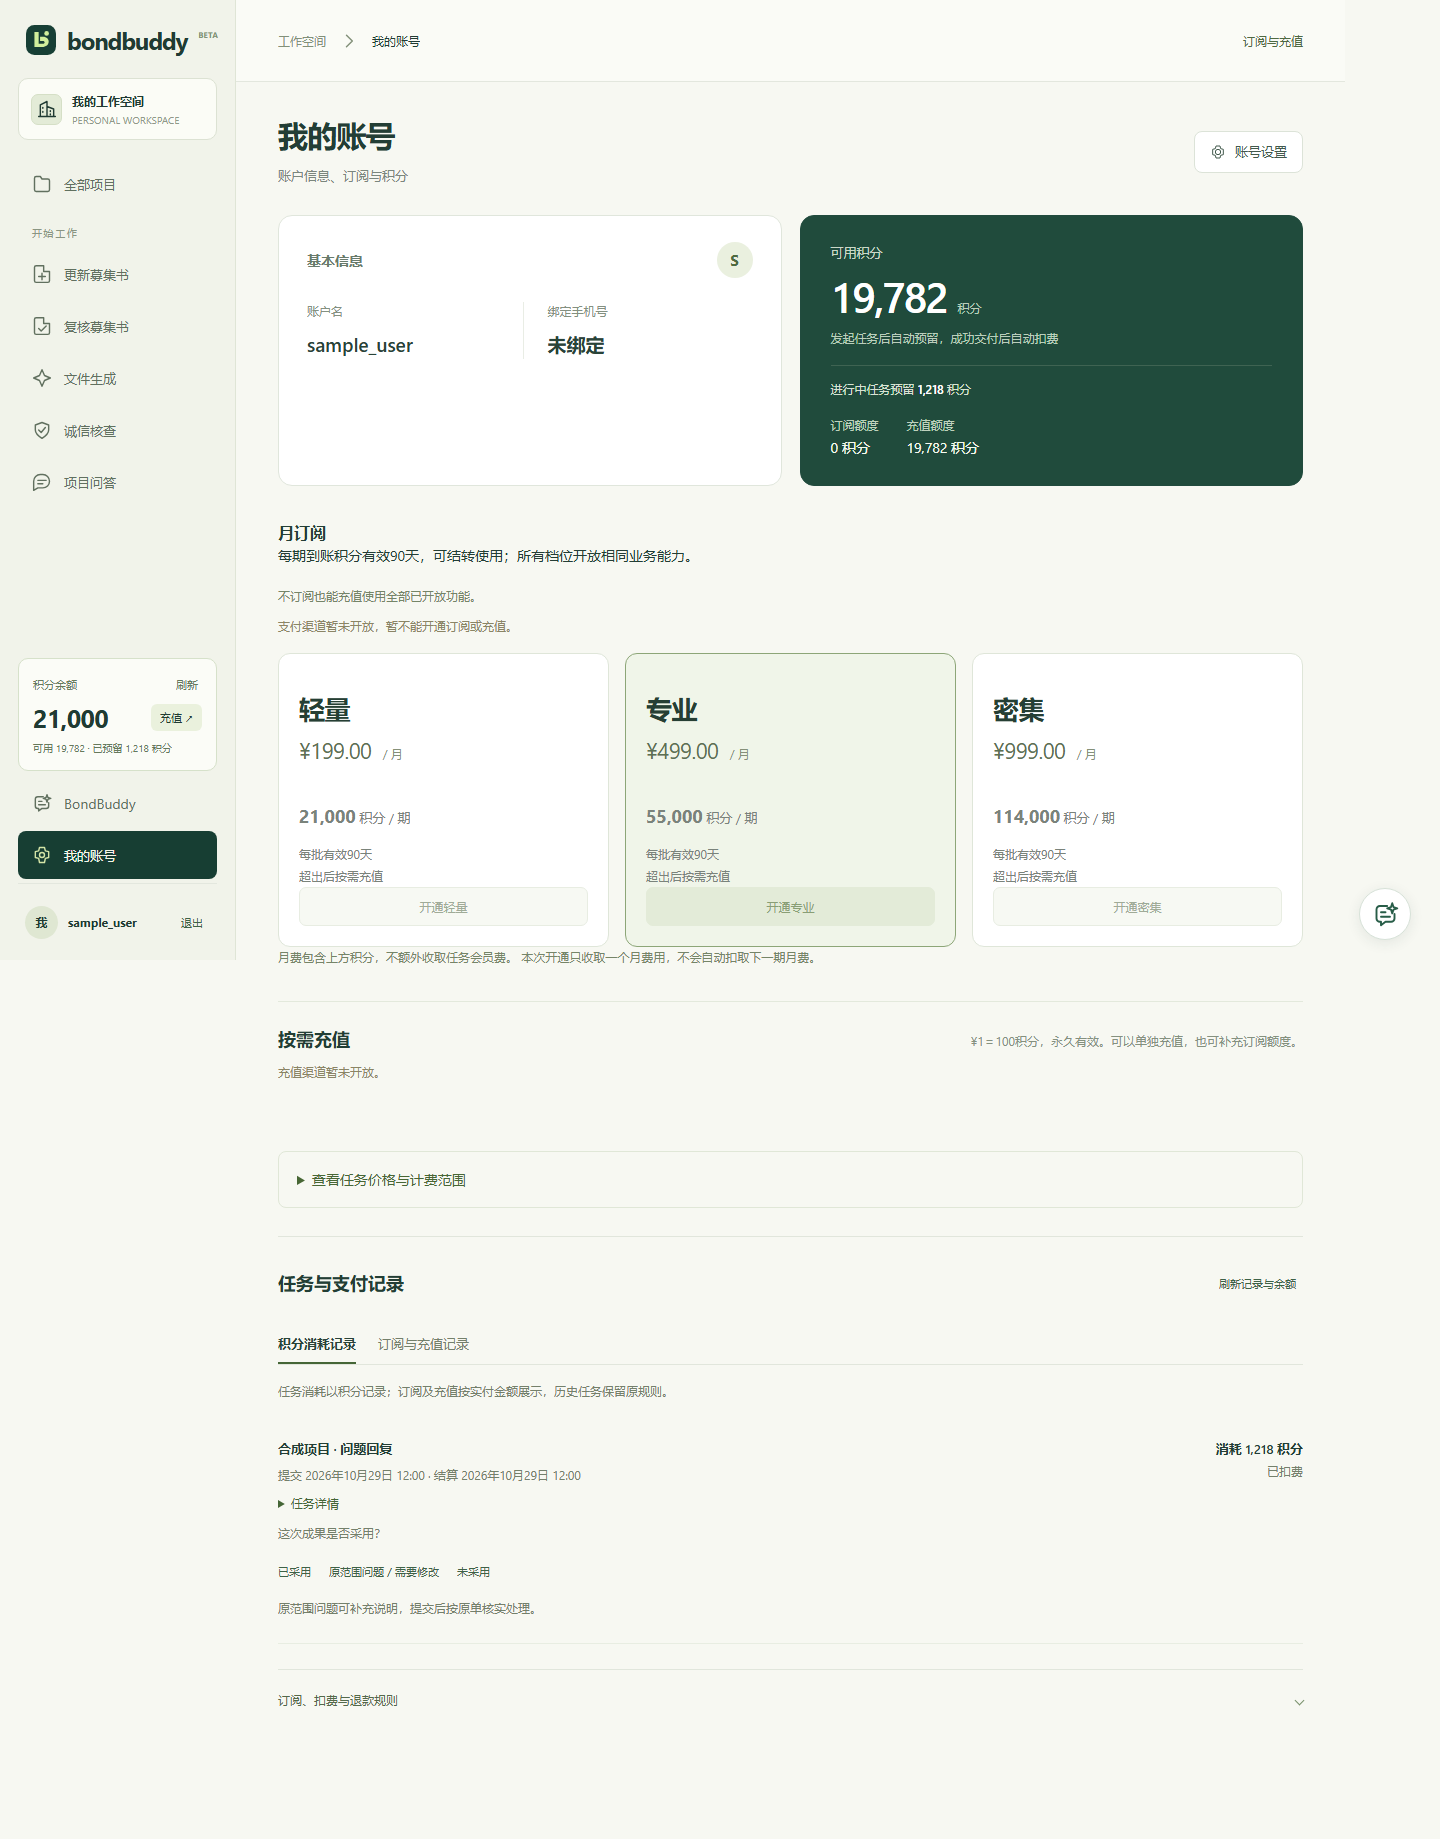 bondbuddy BETA
我的工作空间
PERSONAL WORKSPACE
全部项目
开始工作
更新募集书
复核募集书
文件生成
诚信核查
项目问答
积分余额 刷新
21,000 充值 ↗
可用 19,782 · 已预留 1,218 积分
BondBuddy
我的账号
我 sample_user 退出
工作空间 我的账号 订阅与充值
我的账号
账户信息、订阅与积分
账号设置
基本信息 S
账户名 绑定手机号
sample_user 未绑定
可用积分
19,782 积分
发起任务后自动预留，成功交付后自动扣费
进行中任务预留 1,218 积分
订阅额度 充值额度
0 积分 19,782 积分
月订阅
每期到账积分有效90天，可结转使用；所有档位开放相同业务能力。
不订阅也能充值使用全部已开放功能。
支付渠道暂未开放，暂不能开通订阅或充值。
轻量
¥199.00 / 月
21,000 积分 / 期
每批有效90天
超出后按需充值
开通轻量
专业
¥499.00 / 月
55,000 积分 / 期
每批有效90天
超出后按需充值
开通专业
密集
¥999.00 / 月
114,000 积分 / 期
每批有效90天
超出后按需充值
开通密集
月费包含上方积分，不额外收取任务会员费。 本次开通只收取一个月费用，不会自动扣取下一期月费。
按需充值 ¥1 = 100积分，永久有效。可以单独充值，也可补充订阅额度。
充值渠道暂未开放。
查看任务价格与计费范围
任务与支付记录 刷新记录与余额
积分消耗记录 订阅与充值记录
任务消耗以积分记录；订阅及充值按实付金额展示，历史任务保留原规则。
合成项目 · 问题回复 消耗 1,218 积分
提交 2026年10月29日 12:00 · 结算 2026年10月29日 12:00 已扣费
任务详情
这次成果是否采用？
已采用 原范围问题 / 需要修改 未采用
原范围问题可补充说明，提交后按原单核实处理。
订阅、扣费与退款规则